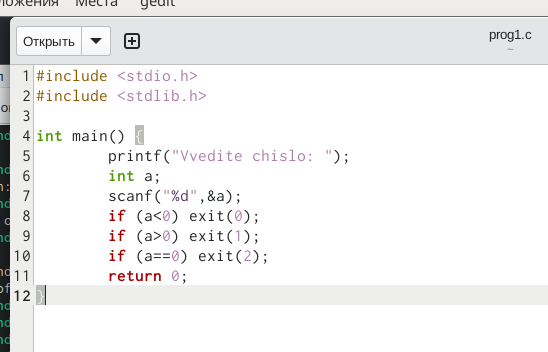 ложения Места gedit
Открыть
prog1.c
~
1 #include <stdio.h>
2 #include <stdlib.h>
3
4 int main() {
5 printf("Vvedite chislo: ");
6 int a;
7 scanf("%d",&a);
8 if (a<0) exit(0);
9 if (a>0) exit(1);
10 if (a==0) exit(2);
11 return 0;
12 }